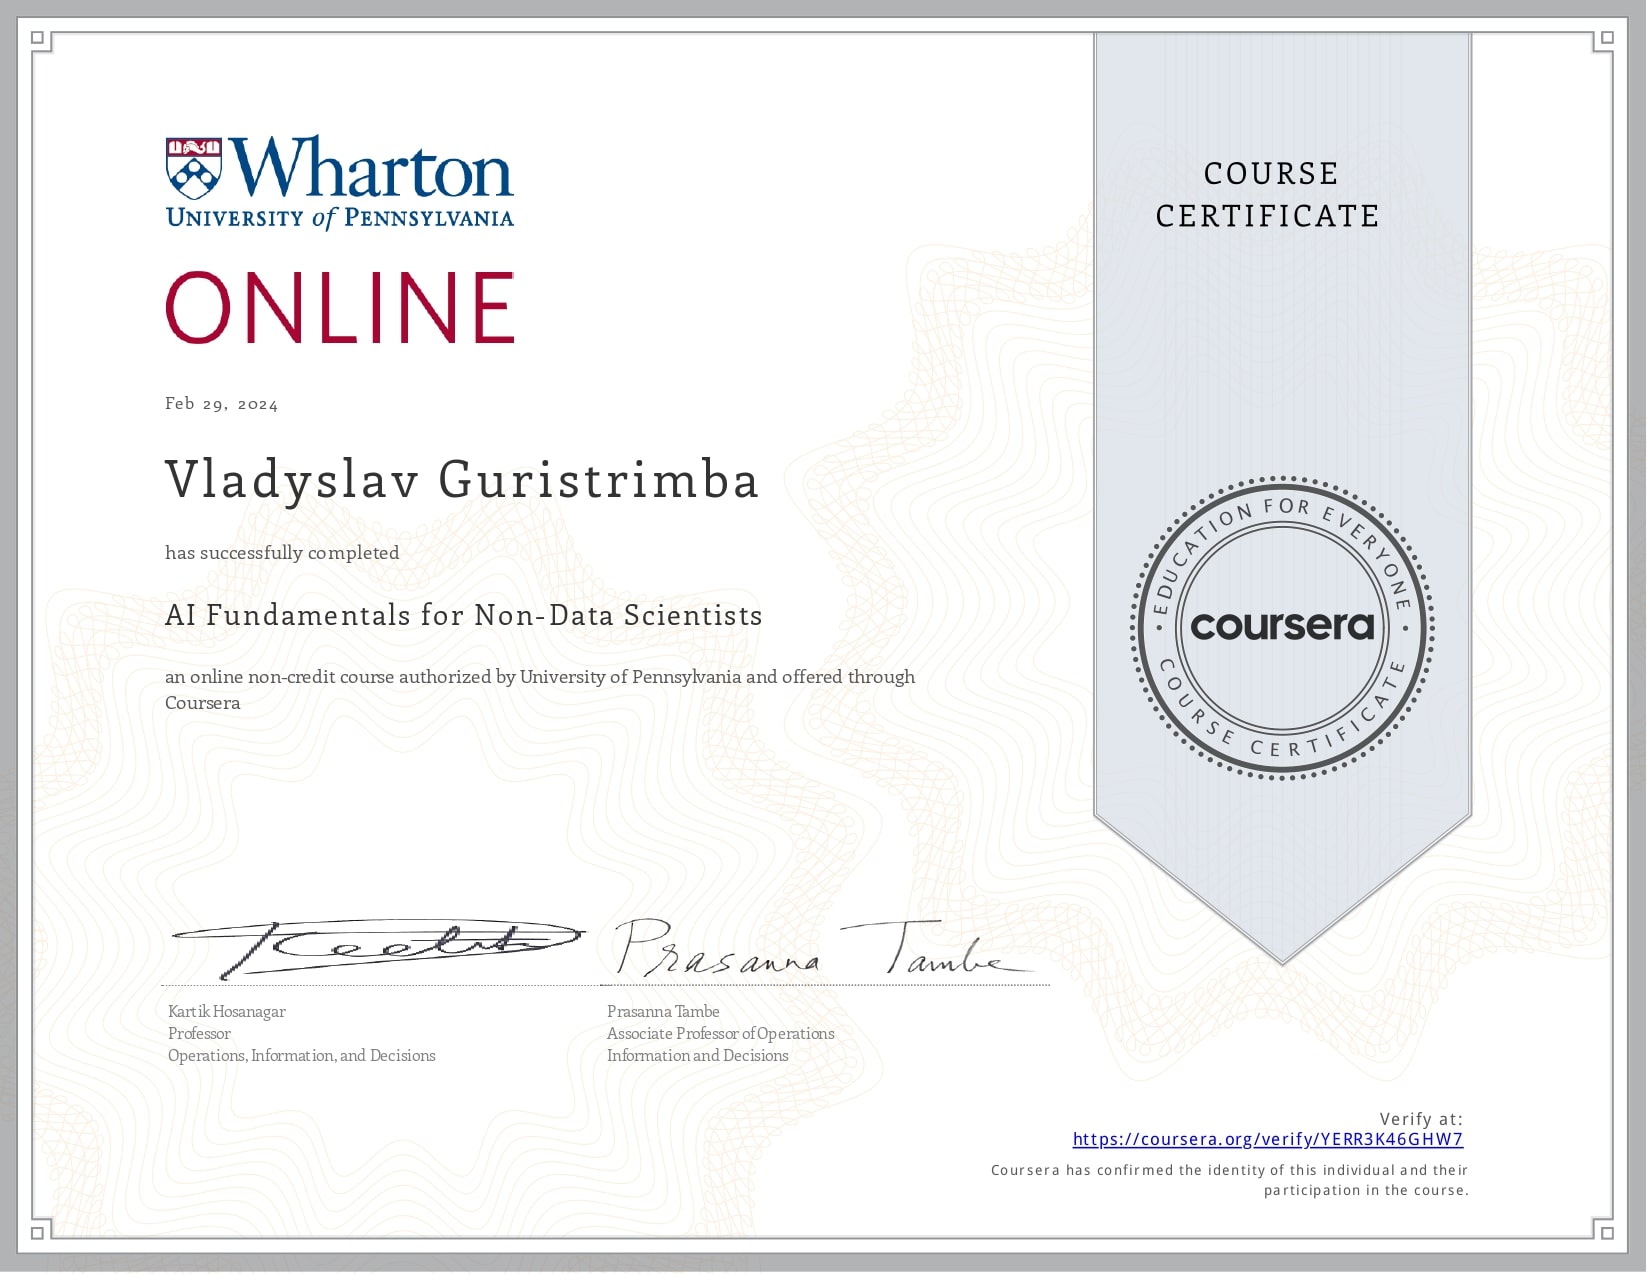 Wharton
UNIVERSITY of PENNSYLVANIA
ONLINE
Feb 29, 2024
Vladyslav Guristrimba
has successfully completed
AI Fundamentals for Non-Data Scientists
an online non-credit course authorized by University of Pennsylvania and offered through
Coursera
COURSE
CERTIFICATE
EDUCATION FOR EVERYONE
coursera
COURSE CERTIFICATE
Prasanna Tambe
Kartik Hosanagar
Professor
Operations, Information, and Decisions
Prasanna Tambe
Associate Professor of Operations
Information and Decisions
Verify at:
https://coursera.org/verify/YERR3K46GHW7
Coursera has confirmed the identity of this individual and their
participation in the course.